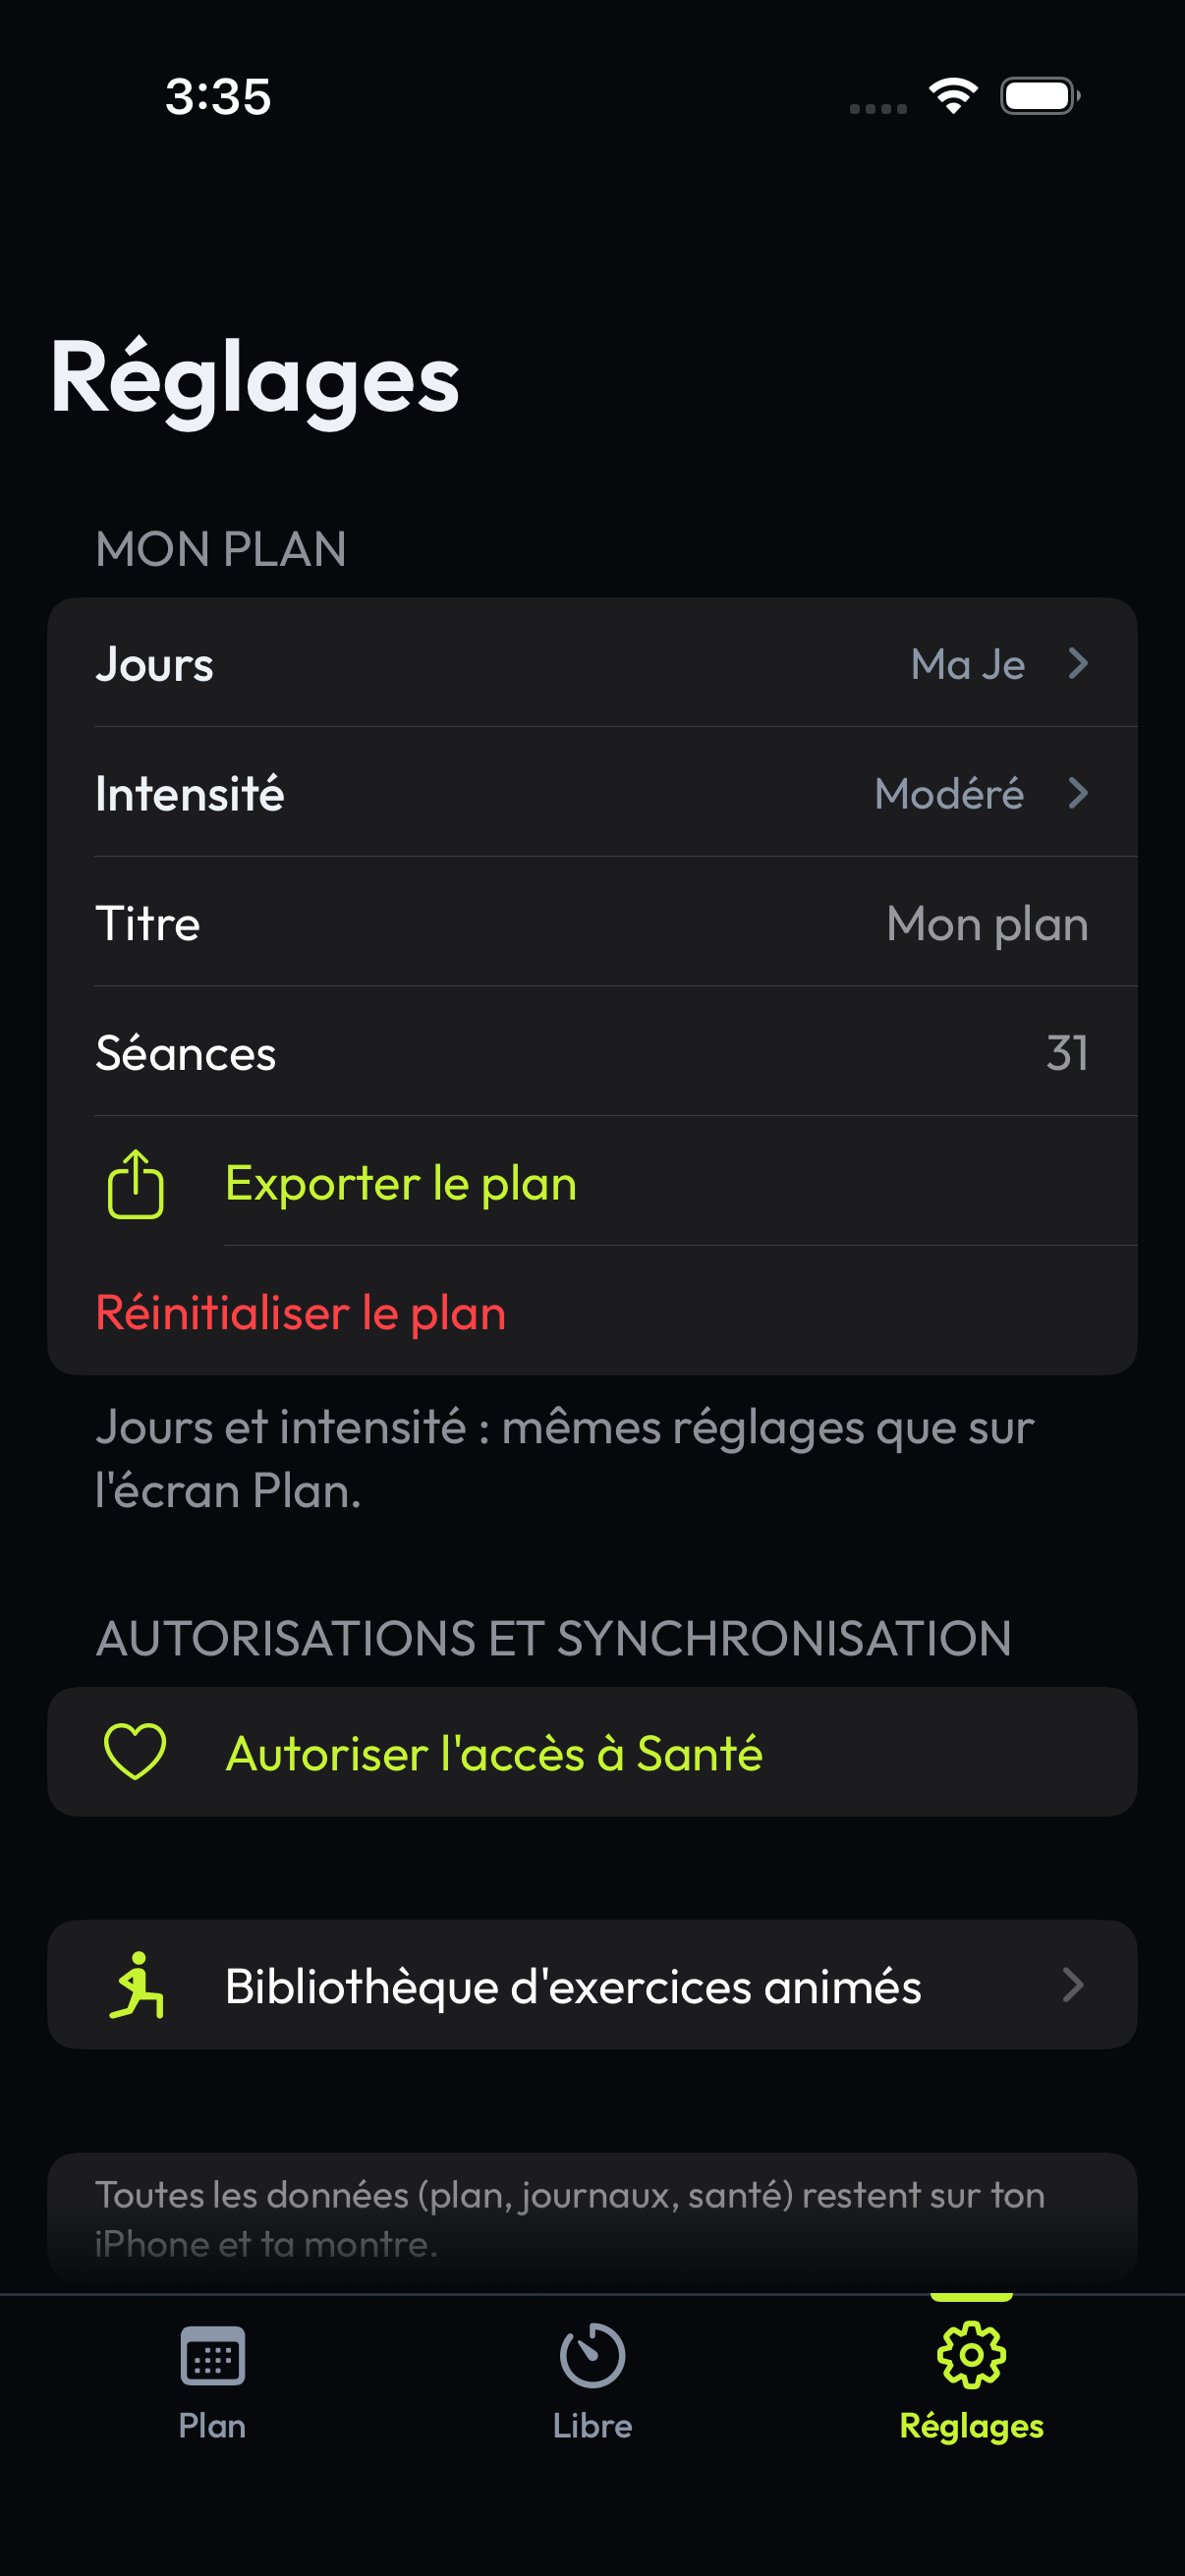 3:35
Réglages
MON PLAN
Jours Ma Je
Intensité Modéré
Titre Mon plan
Séances 31
Exporter le plan
Réinitialiser le plan
Jours et intensité : mêmes réglages que sur
l'écran Plan.
AUTORISATIONS ET SYNCHRONISATION
Autoriser l'accès à Santé
Bibliothèque d'exercices animés
Toutes les données (plan, journaux, santé) restent sur ton
iPhone et ta montre.
Plan Libre Réglages